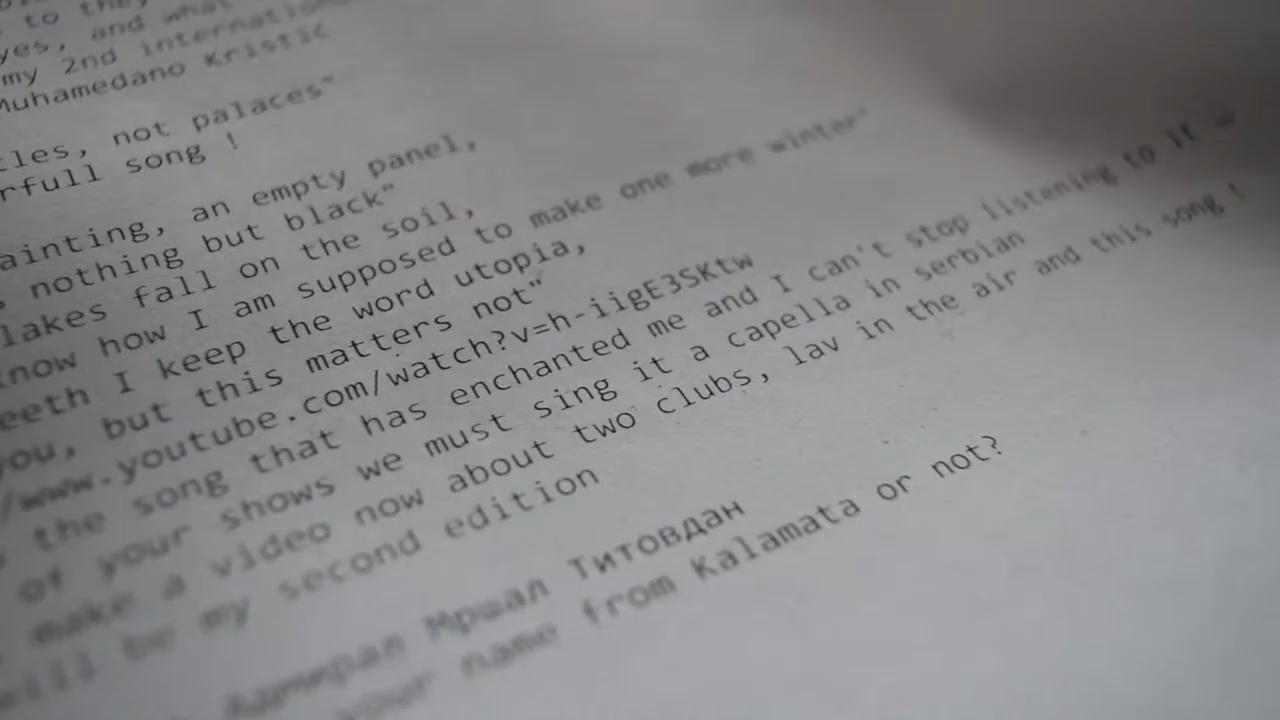 to they
yes, and what
my 2nd internation
Muhamedano Kristic
tles, not palaces"
rfull song !
ainting, an empty panel,
nothing but black"
lakes fall on the soil,
know how I am supposed to make one more winter"
eeth I keep the word utopia,
you, but this matters not"
/www.youtube.com/watch?v=h-iigE3SKtw
the song that has enchanted me and I can't stop listening to it
of your shows we must sing it a capella in serbian
make a video now about two clubs, lav in the air and this song !
will be my second edition
Адмирал Мршал Титовдан
your name from Kalamata or not?